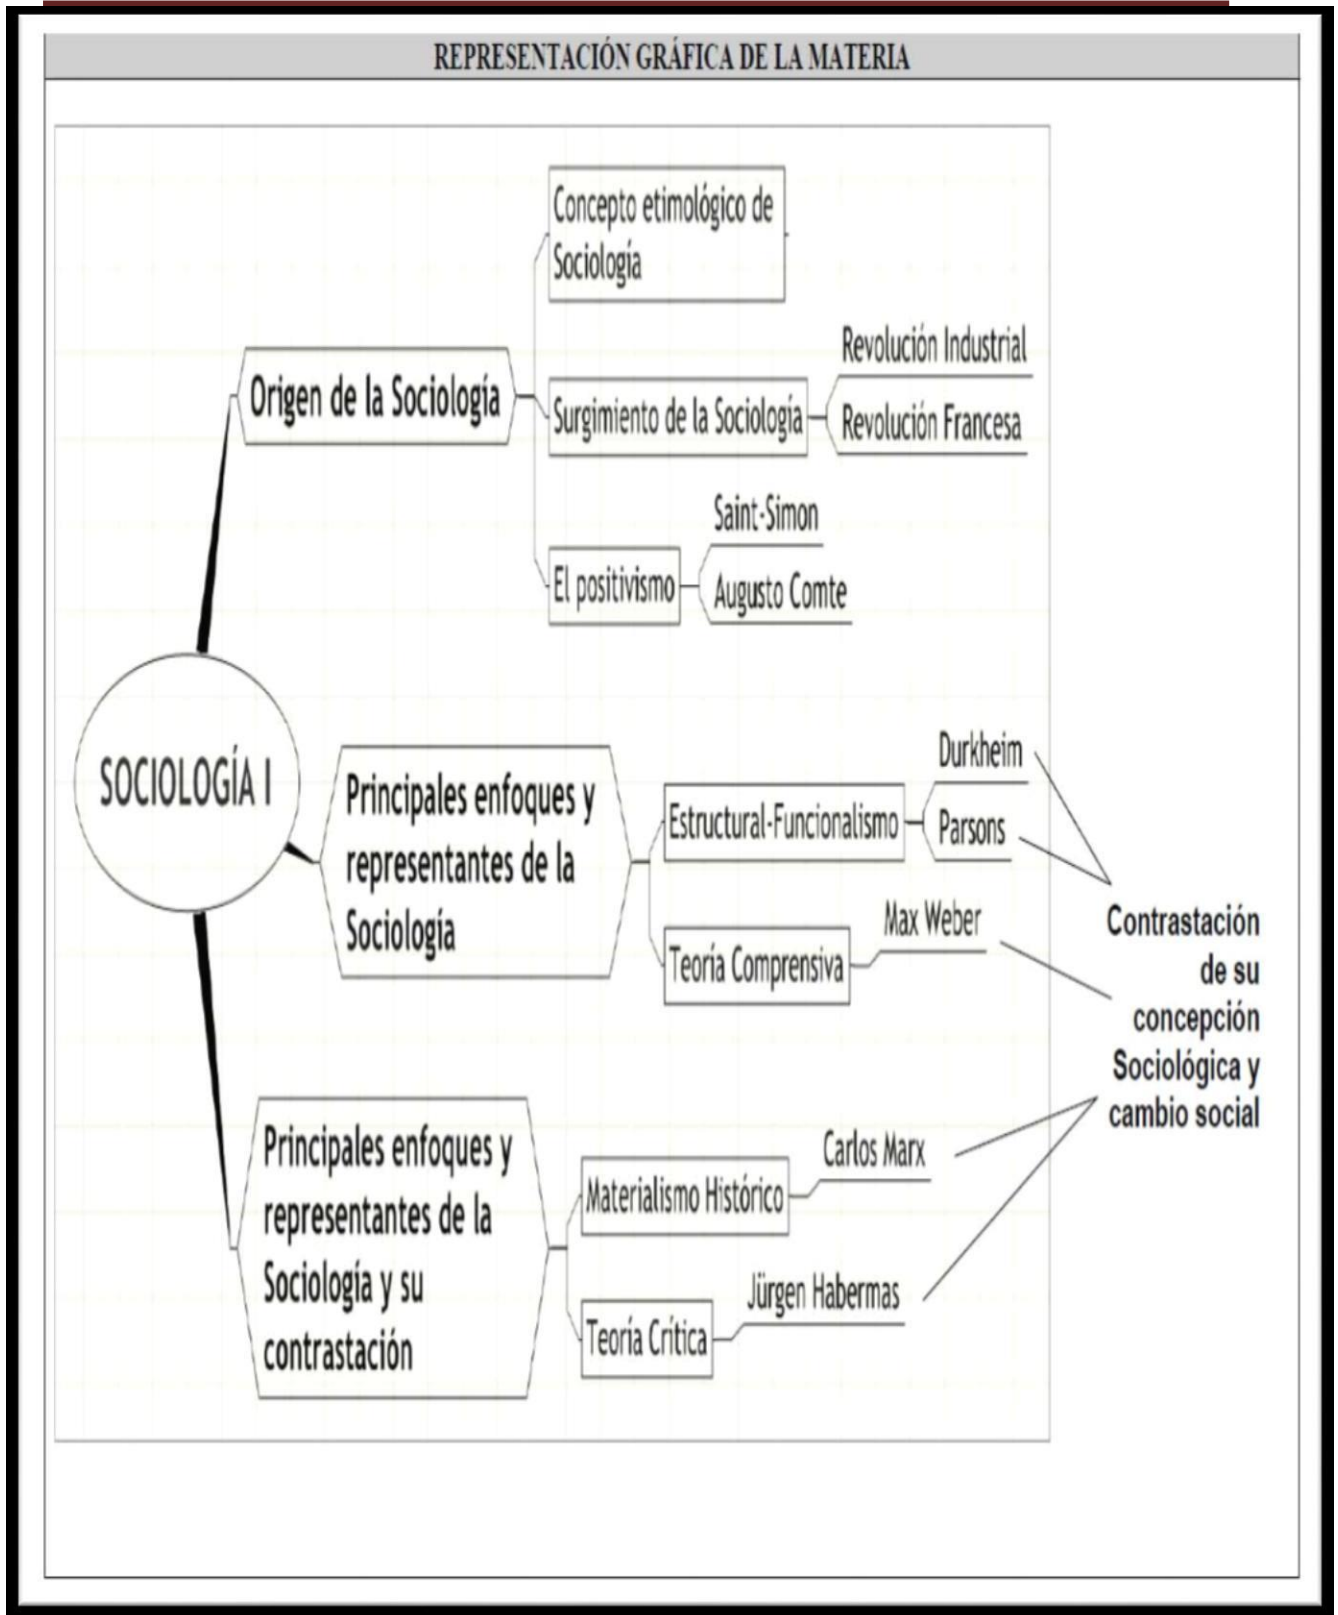 REPRESENTACIÓN GRÁFICA DE LA MATERIA
Concepto etimológico de
Sociología
Origen de la Sociología
Surgimiento de la Sociología
Revolución Industrial
Revolución Francesa
El positivismo
Saint-Simon
Augusto Comte
SOCIOLOGÍA I
Principales enfoques y
representantes de la
Sociología
Estructural-Funcionalismo
Durkheim
Parsons
Teoría Comprensiva
Max Weber
Contrastación
de su
concepción
Sociológica y
cambio social
Principales enfoques y
representantes de la
Sociología y su
contrastación
Materialismo Histórico
Carlos Marx
Teoría Crítica
Jürgen Habermas